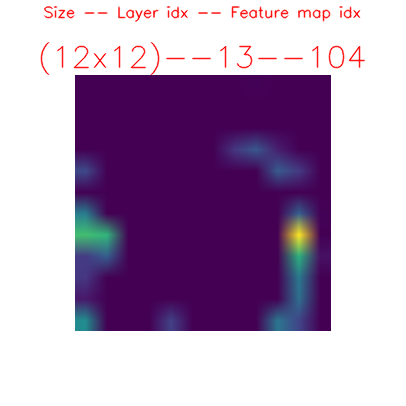 Size -- Layer idx -- Feature map idx
(12x12)--13--104